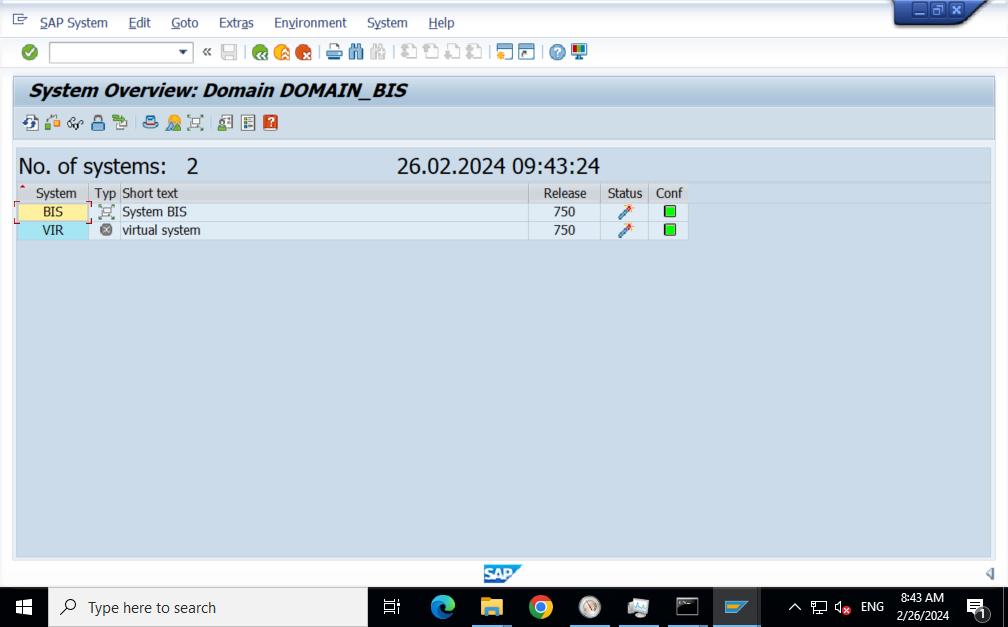 SAP System Edit Goto Extras Environment System Help
System Overview: Domain DOMAIN_BIS
No. of systems: 2 26.02.2024 09:43:24
System Typ Short text Release Status Conf
BIS System BIS 750
VIR virtual system 750
SAP
Type here to search
ENG
8:43 AM
2/26/2024
1